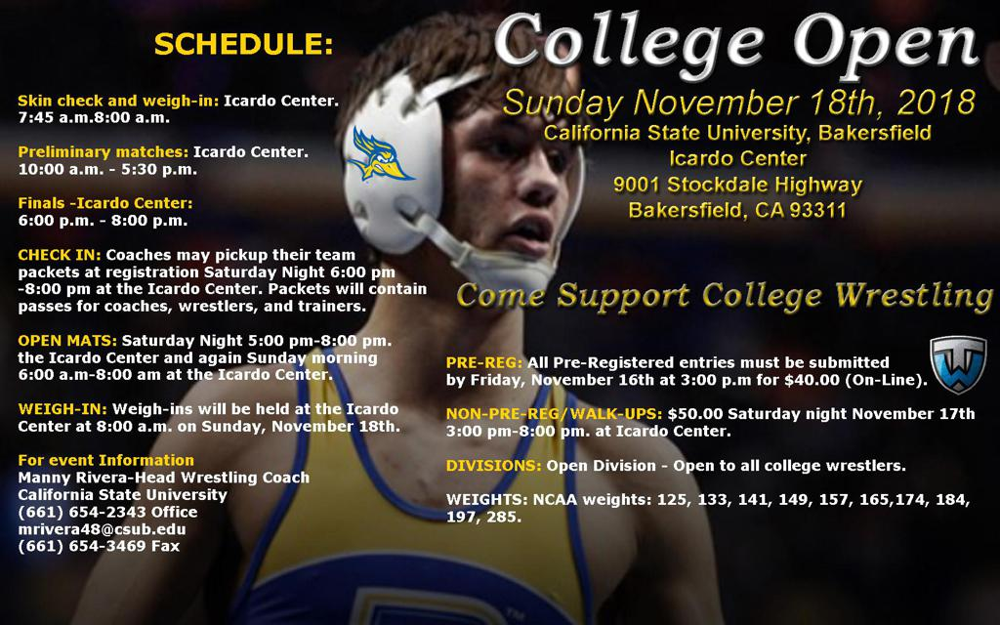 SCHEDULE:
Skin check and weigh-in: Icardo Center.
7:45 a.m.8:00 a.m.
Preliminary matches: Icardo Center.
10:00 a.m. - 5:30 p.m.
Finals -Icardo Center:
6:00 p.m. - 8:00 p.m.
CHECK IN: Coaches may pickup their team
packets at registration Saturday Night 6:00 pm
-8:00 pm at the Icardo Center. Packets will contain
passes for coaches, wrestlers, and trainers.
OPEN MATS: Saturday Night 5:00 pm-8:00 pm.
the Icardo Center and again Sunday morning
6:00 a.m-8:00 am at the Icardo Center.
WEIGH-IN: Weigh-ins will be held at the Icardo
Center at 8:00 a.m. on Sunday, November 18th.
For event Information
Manny Rivera-Head Wrestling Coach
California State University
(661) 654-2343 Office
mrivera48@csub.edu
(661) 654-3469 Fax
College Open
Sunday November 18th, 2018
California State University, Bakersfield
Icardo Center
9001 Stockdale Highway
Bakersfield, CA 93311
Come Support College Wrestling
PRE-REG: All Pre-Registered entries must be submitted
by Friday, November 16th at 3:00 p.m for $40.00 (On-Line).
NON-PRE-REG/WALK-UPS: $50.00 Saturday night November 17th
3:00 pm-8:00 pm. at Icardo Center.
DIVISIONS: Open Division - Open to all college wrestlers.
WEIGHTS: NCAA weights: 125, 133, 141, 149, 157, 165,174, 184,
197, 285.
W
TM